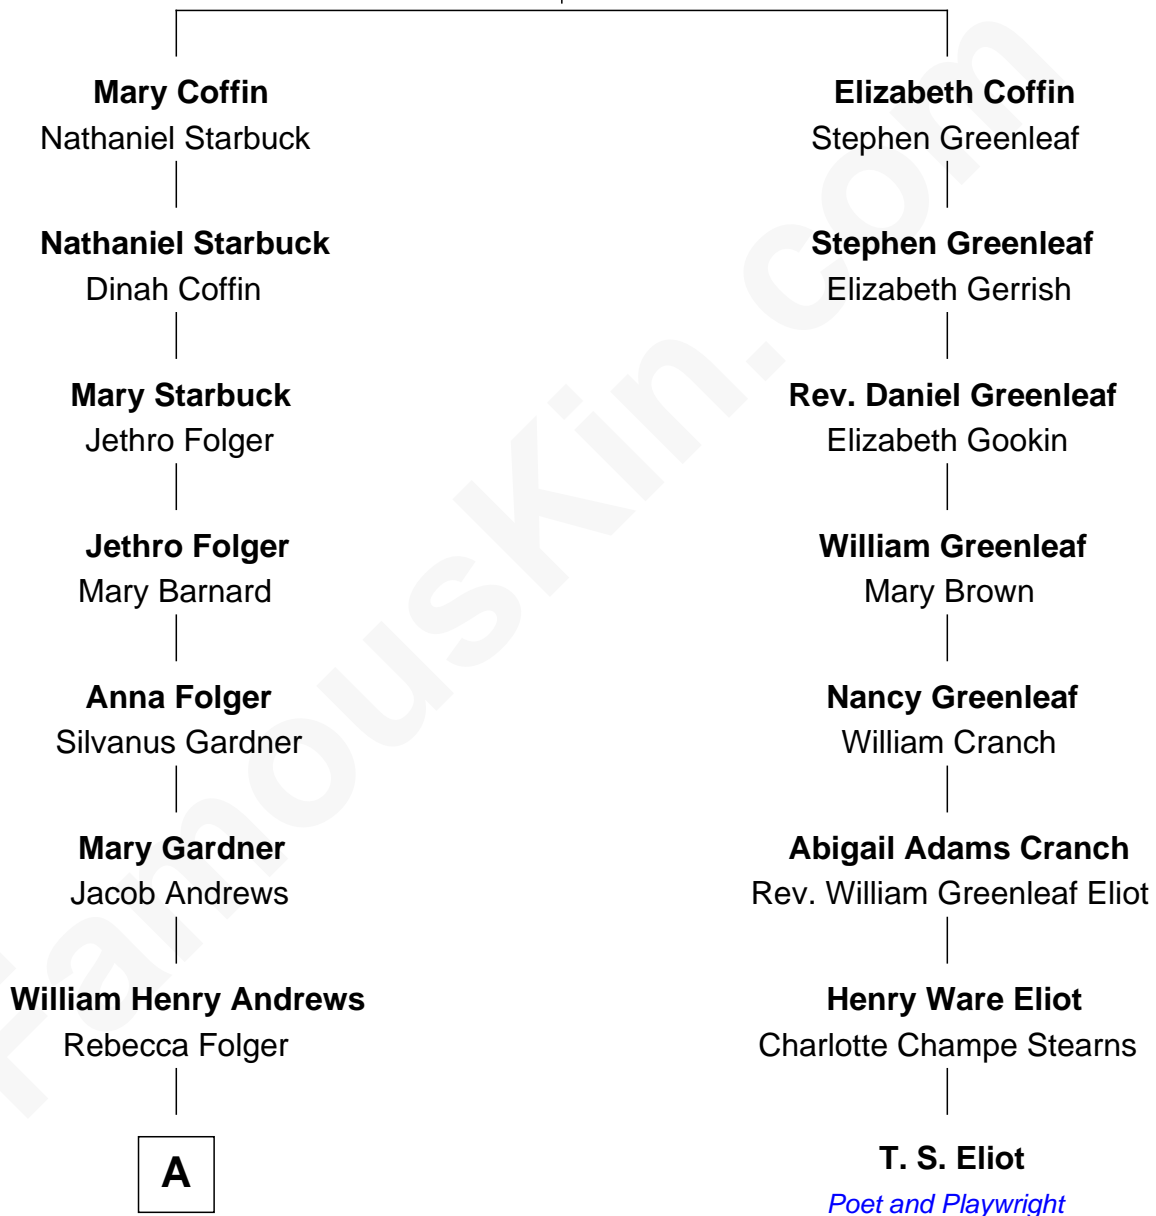 Mary Coffin
Nathaniel Starbuck
Nathaniel Starbuck
Dinah Coffin
Mary Starbuck
Jethro Folger
Jethro Folger
Mary Barnard
Anna Folger
Silvanus Gardner
Mary Gardner
Jacob Andrews
William Henry Andrews
Rebecca Folger
A
Elizabeth Coffin
Stephen Greenleaf
Stephen Greenleaf
Elizabeth Gerrish
Rev. Daniel Greenleaf
Elizabeth Gookin
William Greenleaf
Mary Brown
Nancy Greenleaf
William Cranch
Abigail Adams Cranch
Rev. William Greenleaf Eliot
Henry Ware Eliot
Charlotte Champe Stearns
T. S. Eliot
Poet and Playwright
FamousKin.com